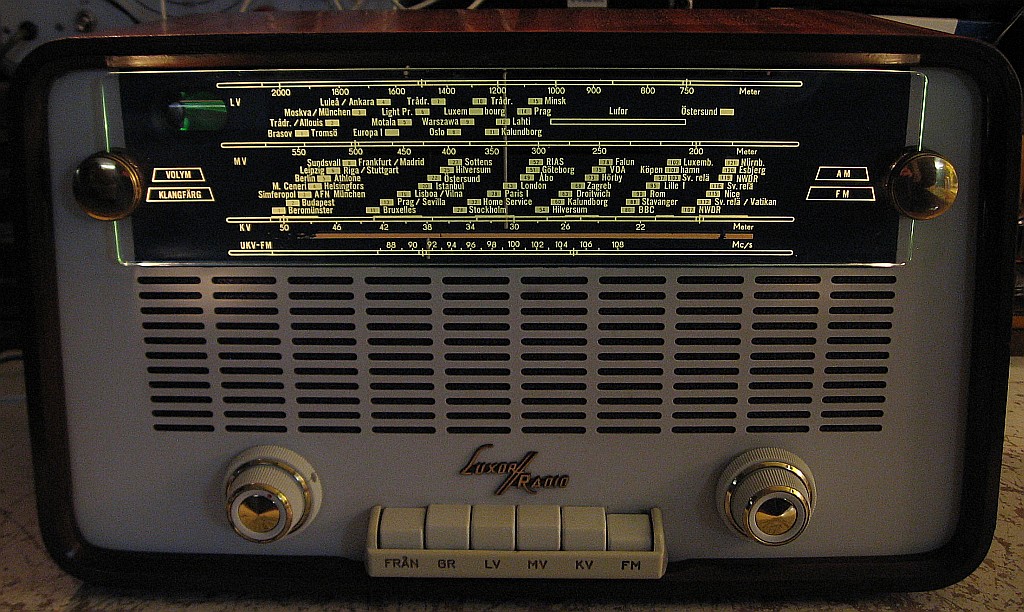 2000 1800 1600 1400 1200 1000 900 800 750 Meter
LV Luleå / Ankara Trådr. Trådr. Minsk
Moskva/München Light Pr. Luxembourg Prag Lufor Östersund
Trådr. / Allouis Motala Warszawa Lahti
Brasov Tromsö Europa I Oslo Kalundborg
MV 550 500 450 400 350 300 250 200 Meter
Sundsvall Frankfurt / Madrid Sottens RIAS Falun Luxemb. Nürnb.
Leipzig Riga / Stuttgart Hilversum Göteborg VOA Köpenhamn Esbjerg
Berlin Athlone Östersund Åbo Hörby Sv. relä NWDR
M. Ceneri Helsingfors Istanbul London Zagreb Lille I Sv. relä
Simferopol AFN München Lisboa / Vilna Paris I Droitwich Rom Nice
Budapest Prag / Sevilla Home Service Kalundborg Stavanger Sv. relä / Vatikan
Beromünster Bruxelles Stockholm Hilversum BBC NWDR
KV 50 46 42 38 34 30 26 22 Meter
UKV-FM 88 90 92 94 96 98 100 102 104 106 108 Mc/s
VOLYM
KLANGFÄRG
AM
FM
Luxor Radio
FRÅN GR LV MV KV FM